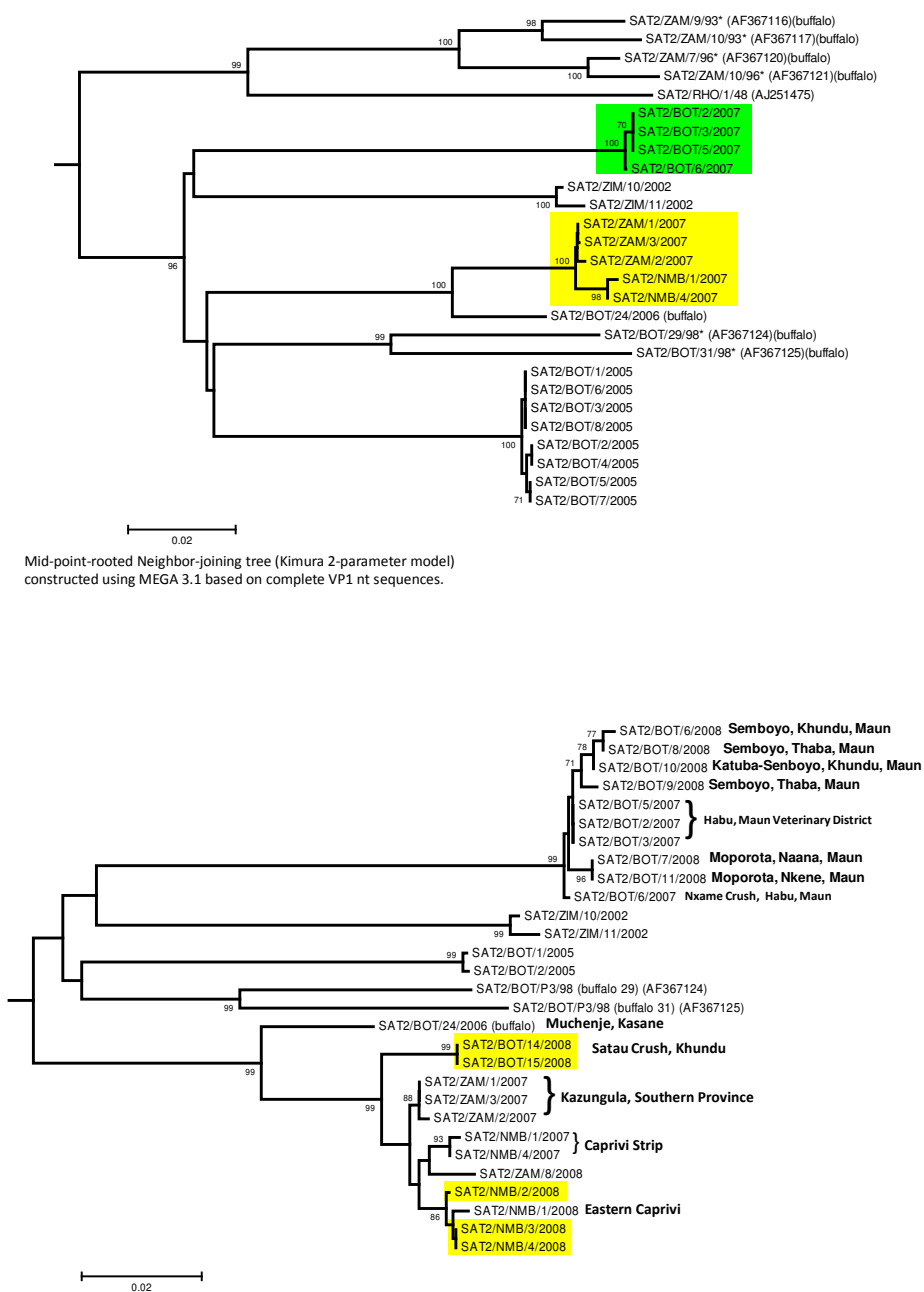 98
SAT2/ZAM/9/93* (AF367116)(buffalo)
SAT2/ZAM/10/93* (AF367117)(buffalo)
100
SAT2/ZAM/7/96* (AF367120)(buffalo)
99
100
SAT2/ZAM/10/96* (AF367121)(buffalo)
SAT2/RHO/1/48 (AJ251475)
SAT2/BOT/2/2007
70
SAT2/BOT/3/2007
100
SAT2/BOT/5/2007
SAT2/BOT/6/2007
SAT2/ZIM/10/2002
100
SAT2/ZIM/11/2002
SAT2/ZAM/1/2007
SAT2/ZAM/3/2007
96
100
SAT2/ZAM/2/2007
SAT2/NMB/1/2007
100
98
SAT2/NMB/4/2007
SAT2/BOT/24/2006 (buffalo)
99
SAT2/BOT/29/98* (AF367124)(buffalo)
SAT2/BOT/31/98* (AF367125)(buffalo)
SAT2/BOT/1/2005
SAT2/BOT/6/2005
SAT2/BOT/3/2005
SAT2/BOT/8/2005
100
SAT2/BOT/2/2005
SAT2/BOT/4/2005
SAT2/BOT/5/2005
71
SAT2/BOT/7/2005
0.02
Mid-point-rooted Neighbor-joining tree (Kimura 2-parameter model)
constructed using MEGA 3.1 based on complete VP1 nt sequences.
77
SAT2/BOT/6/2008 Semboyo, Khundu, Maun
78
SAT2/BOT/8/2008 Semboyo, Thaba, Maun
71
SAT2/BOT/10/2008 Katuba-Senboyo, Khundu, Maun
SAT2/BOT/9/2008 Semboyo, Thaba, Maun
SAT2/BOT/5/2007
SAT2/BOT/2/2007 Habu, Maun Veterinary District
SAT2/BOT/3/2007
99
SAT2/BOT/7/2008 Moporota, Naana, Maun
96
SAT2/BOT/11/2008 Moporota, Nkene, Maun
SAT2/BOT/6/2007 Nxame Crush, Habu, Maun
SAT2/ZIM/10/2002
99
SAT2/ZIM/11/2002
99
SAT2/BOT/1/2005
SAT2/BOT/2/2005
SAT2/BOT/P3/98 (buffalo 29) (AF367124)
99
SAT2/BOT/P3/98 (buffalo 31) (AF367125)
SAT2/BOT/24/2006 (buffalo) Muchenje, Kasane
99
99
SAT2/BOT/14/2008 Satau Crush, Khundu
SAT2/BOT/15/2008
SAT2/ZAM/1/2007
99
88
SAT2/ZAM/3/2007 Kazungula, Southern Province
SAT2/ZAM/2/2007
93
SAT2/NMB/1/2007 Caprivi Strip
SAT2/NMB/4/2007
SAT2/ZAM/8/2008
SAT2/NMB/2/2008
86
SAT2/NMB/1/2008 Eastern Caprivi
SAT2/NMB/3/2008
SAT2/NMB/4/2008
0.02